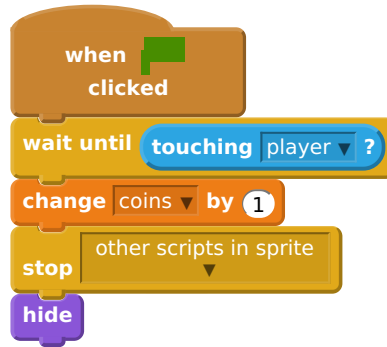 when
clicked
wait until touching player ▼ ?
change coins ▼ by 1
stop other scripts in sprite ▼
hide